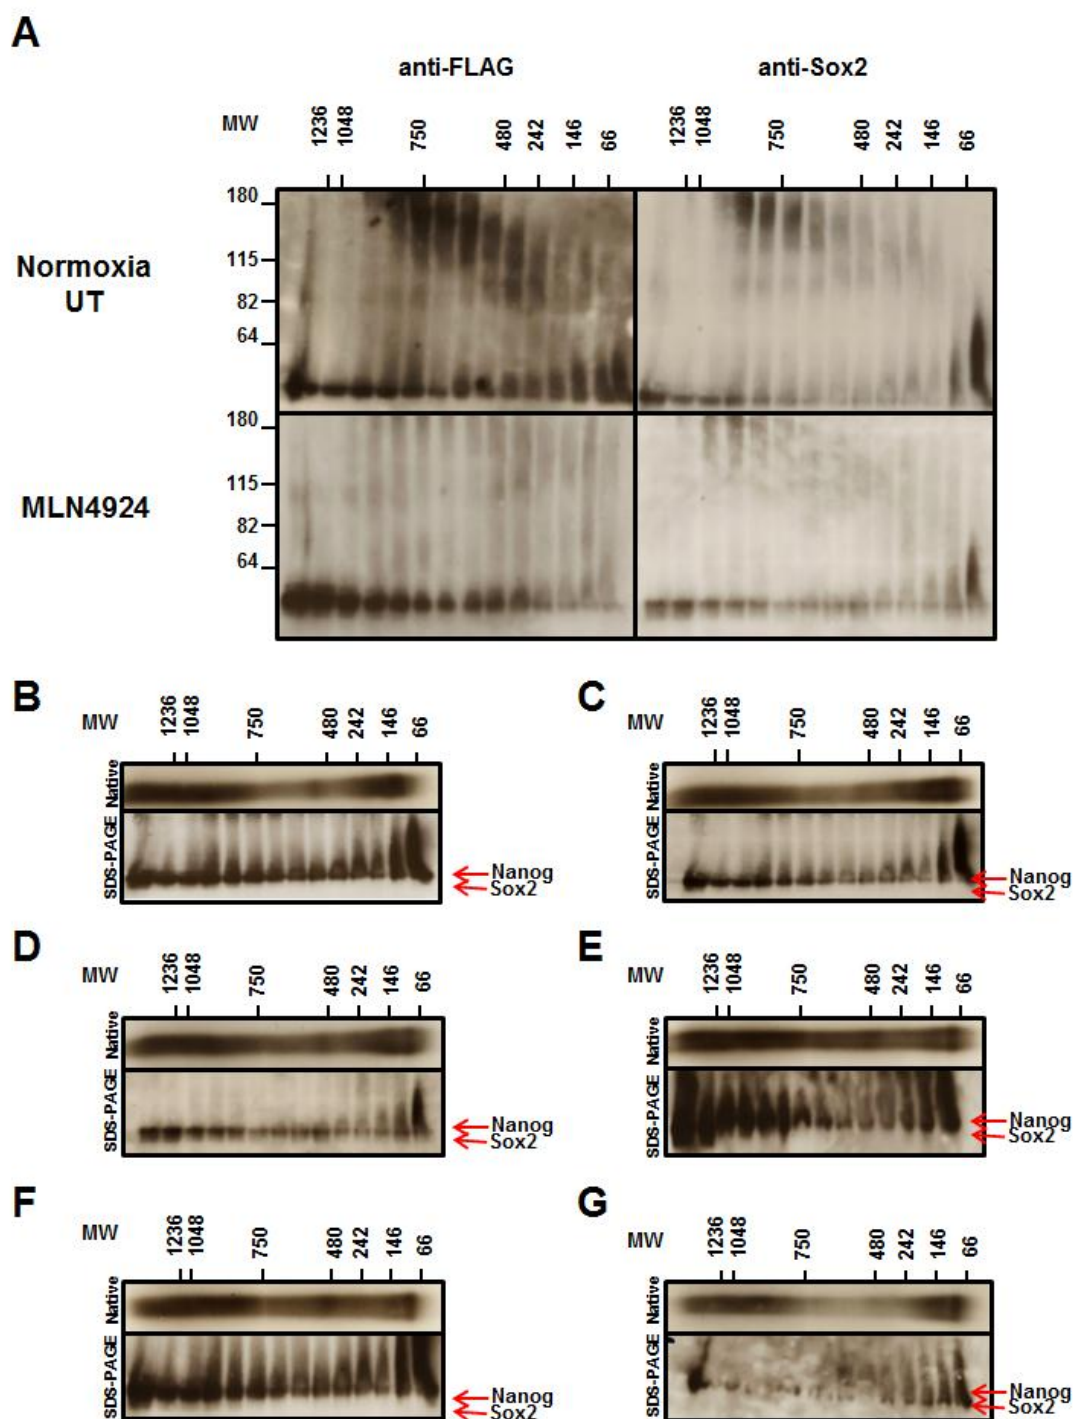 A
anti-FLAG anti-Sox2
MW 1236 1048 750 480 242 146 66 1236 1048 750 480 242 146 66
180
115
82
64
Normoxia
UT
180
115
82
64
MLN4924
B
MW 1236 1048 750 480 242 146 66
Native
SDS-PAGE
Nanog
Sox2
C
MW 1236 1048 750 480 242 146 66
Native
SDS-PAGE
Nanog
Sox2
D
MW 1236 1048 750 480 242 146 66
Native
SDS-PAGE
Nanog
Sox2
E
MW 1236 1048 750 480 242 146 66
Native
SDS-PAGE
Nanog
Sox2
F
MW 1236 1048 750 480 242 146 66
Native
SDS-PAGE
Nanog
Sox2
G
MW 1236 1048 750 480 242 146 66
Native
SDS-PAGE
Nanog
Sox2